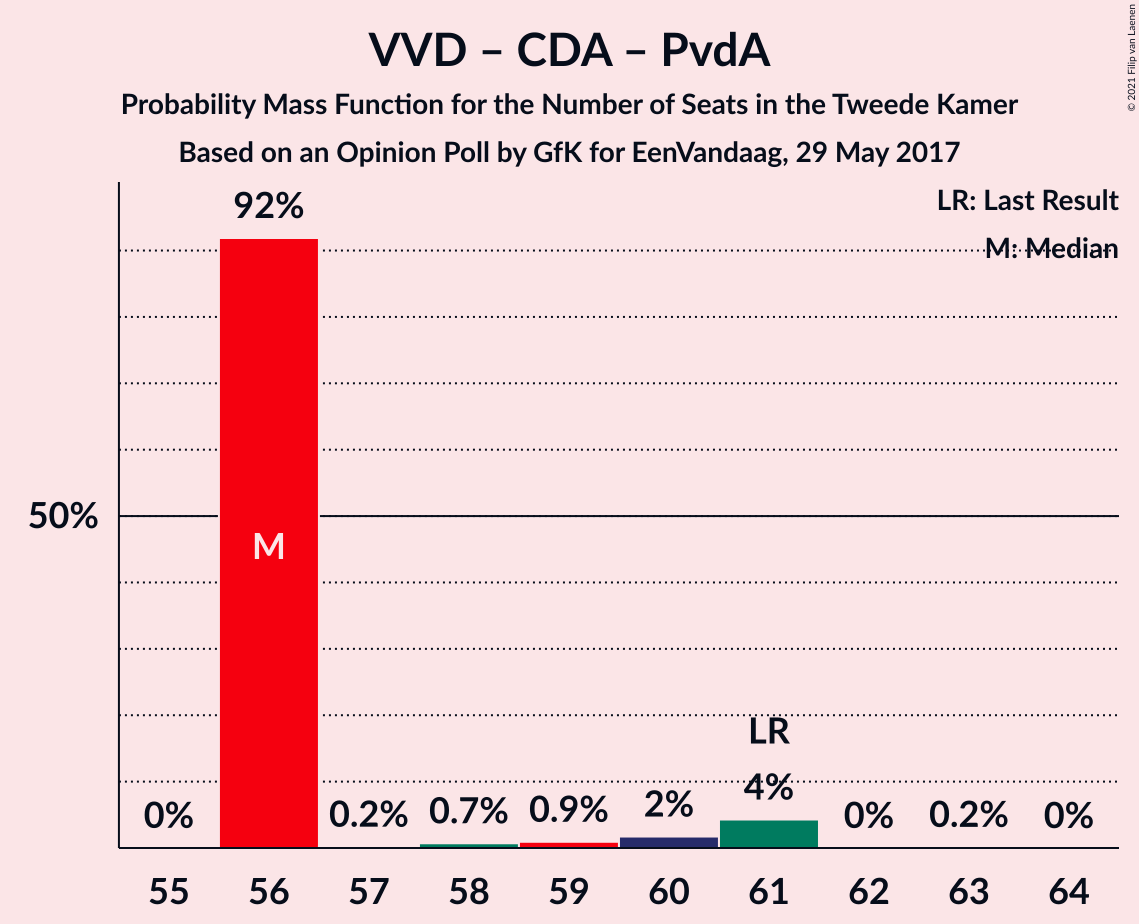 VVD – CDA – PvdA
Probability Mass Function for the Number of Seats in the Tweede Kamer
Based on an Opinion Poll by GfK for EenVandaag, 29 May 2017
© 2021 Filip van Laenen
LR: Last Result
M: Median
92%
50%
M
LR
0% 0.2% 0.7% 0.9% 2% 4% 0% 0.2% 0%
55 56 57 58 59 60 61 62 63 64